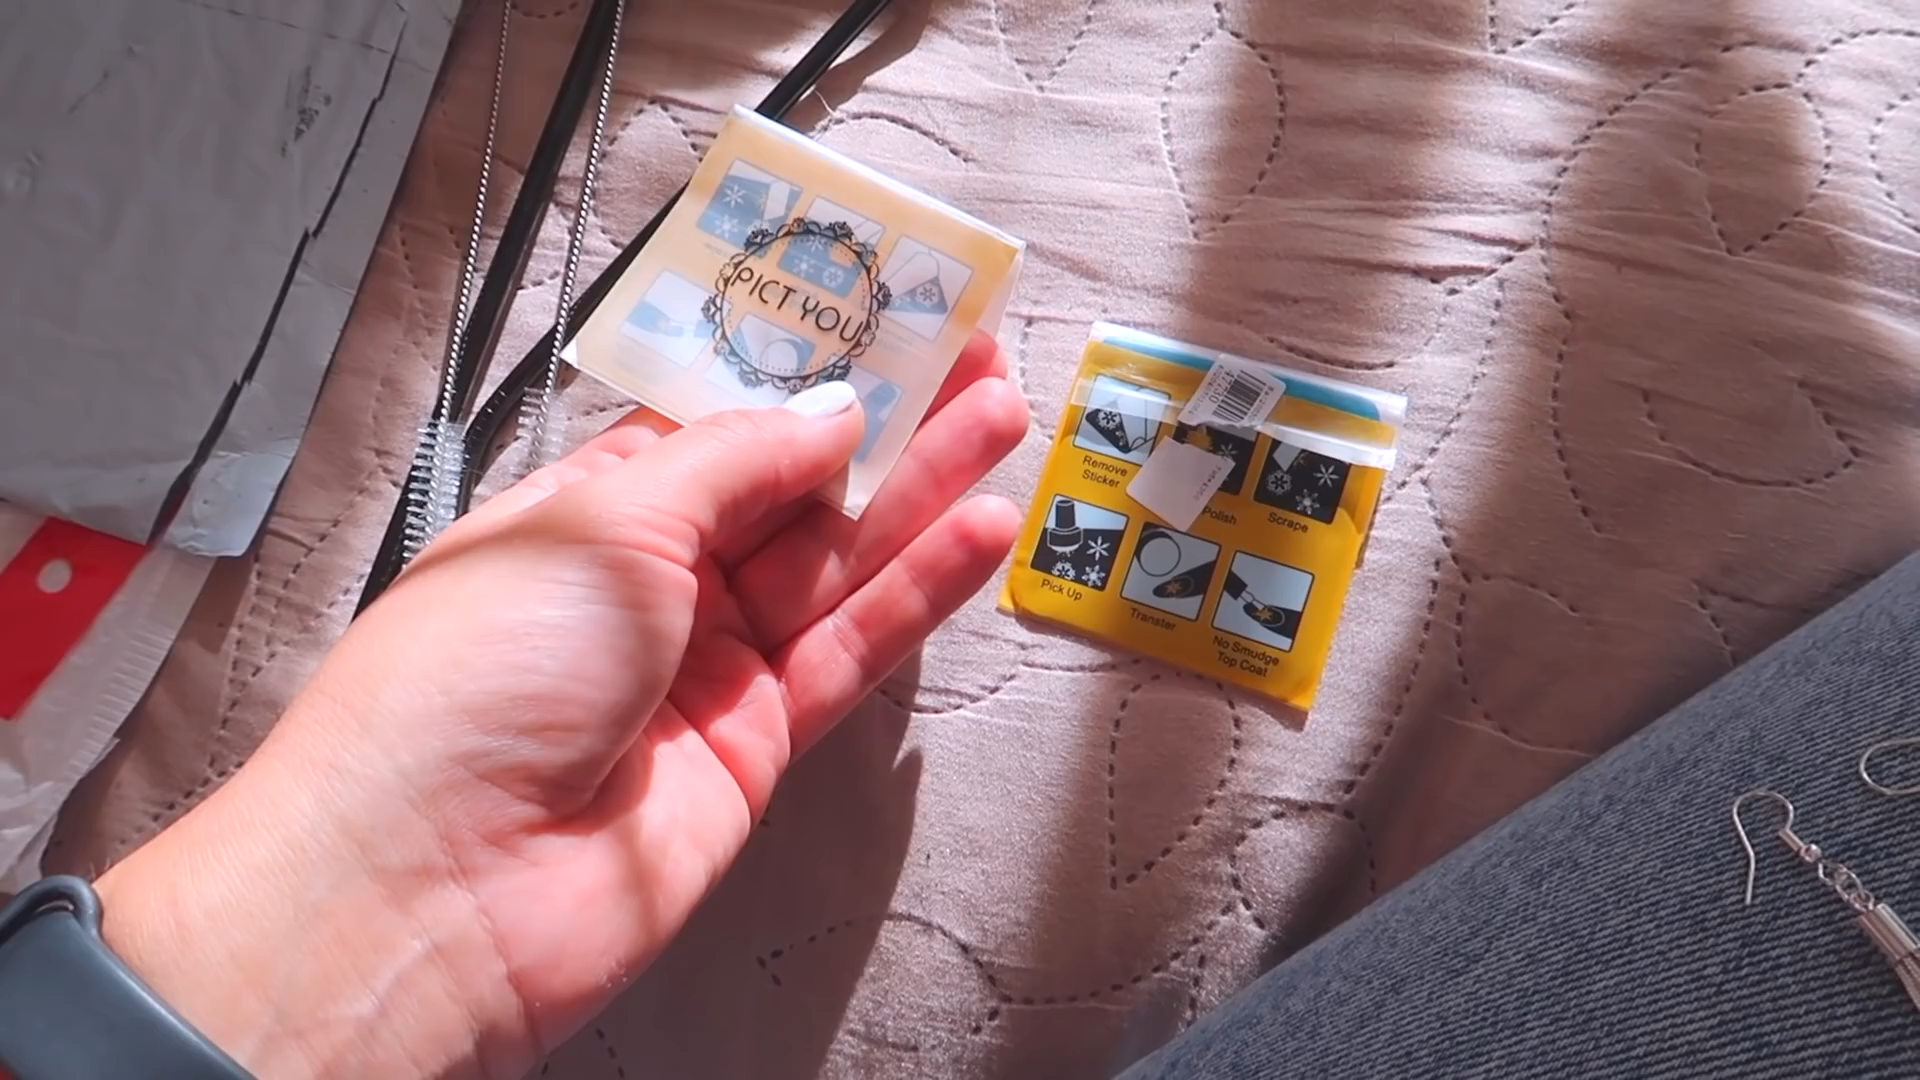 PICT YOU
Remove
Sticker
Polish
Scrape
Pick Up
Transfer
No Smudge
Top Coat